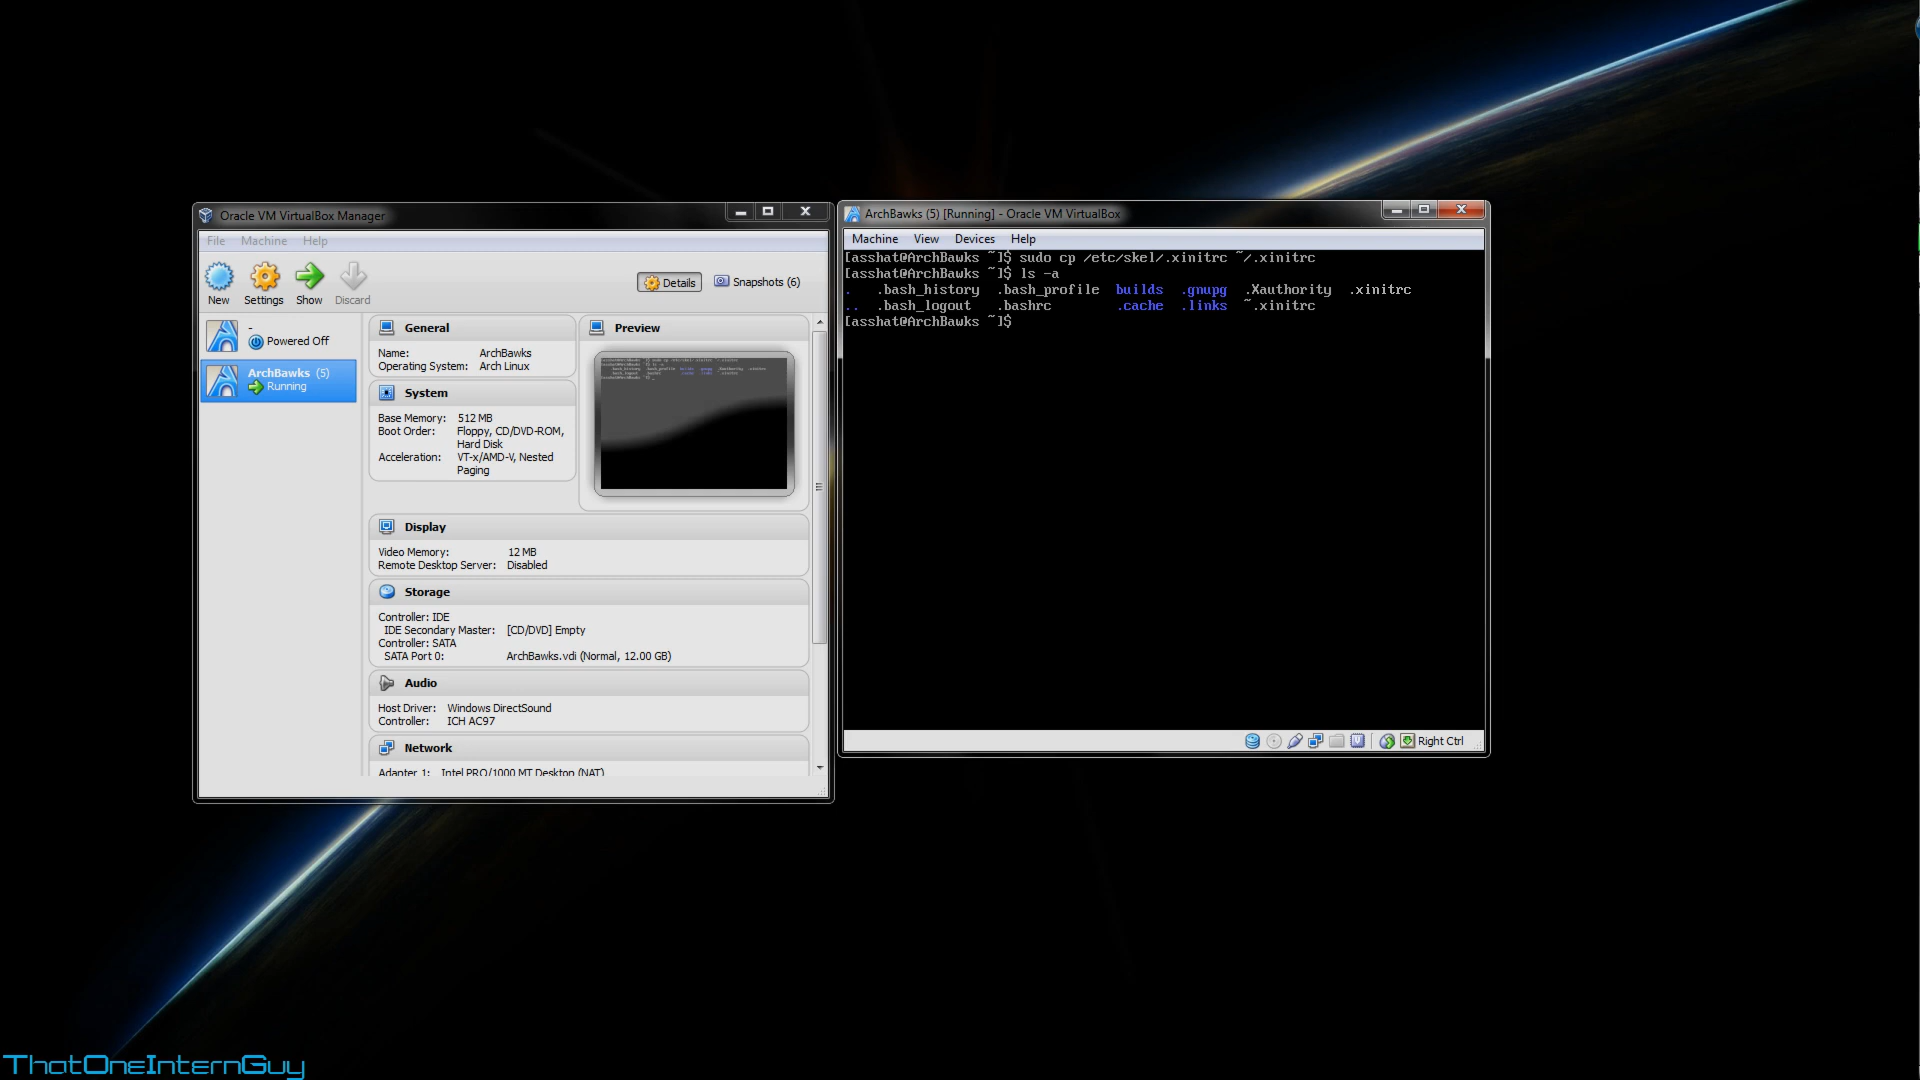 Oracle VM VirtualBox Manager
File Machine Help
New Settings Show Discard
Details Snapshots (6)
-
Powered Off
ArchBawks (5)
Running
General
Name: ArchBawks
Operating System: Arch Linux
System
Base Memory: 512 MB
Boot Order: Floppy, CD/DVD-ROM,
Hard Disk
Acceleration: VT-x/AMD-V, Nested
Paging
Preview
Display
Video Memory: 12 MB
Remote Desktop Server: Disabled
Storage
Controller: IDE
IDE Secondary Master: [CD/DVD] Empty
Controller: SATA
SATA Port 0: ArchBawks.vdi (Normal, 12.00 GB)
Audio
Host Driver: Windows DirectSound
Controller: ICH AC97
Network
Adapter 1: Intel PRO/1000 MT Desktop (NAT)
ArchBawks (5) [Running] - Oracle VM VirtualBox
Machine View Devices Help
[asshat@ArchBawks ~]$ sudo cp /etc/skel/.xinitrc ~/.xinitrc
[asshat@ArchBawks ~]$ ls -a
. .bash_history .bash_profile builds .gnupg .Xauthority .xinitrc
.. .bash_logout .bashrc .cache .links ~.xinitrc
[asshat@ArchBawks ~]$
Right Ctrl
ThatOneInternGuy